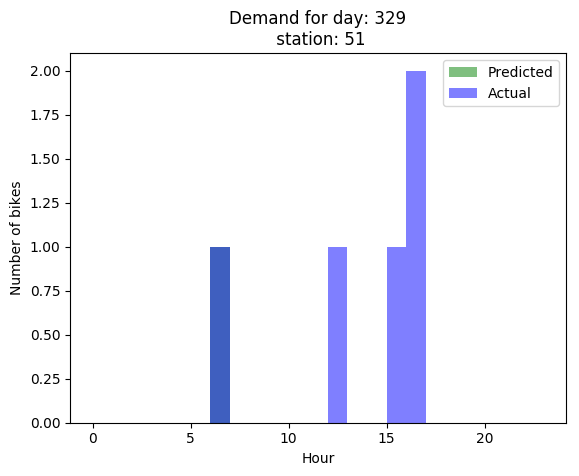 Demand for day: 329
station: 51
Predicted
Actual
Number of bikes
2.00
1.75
1.50
1.25
1.00
0.75
0.50
0.25
0.00
0 5 10 15 20
Hour